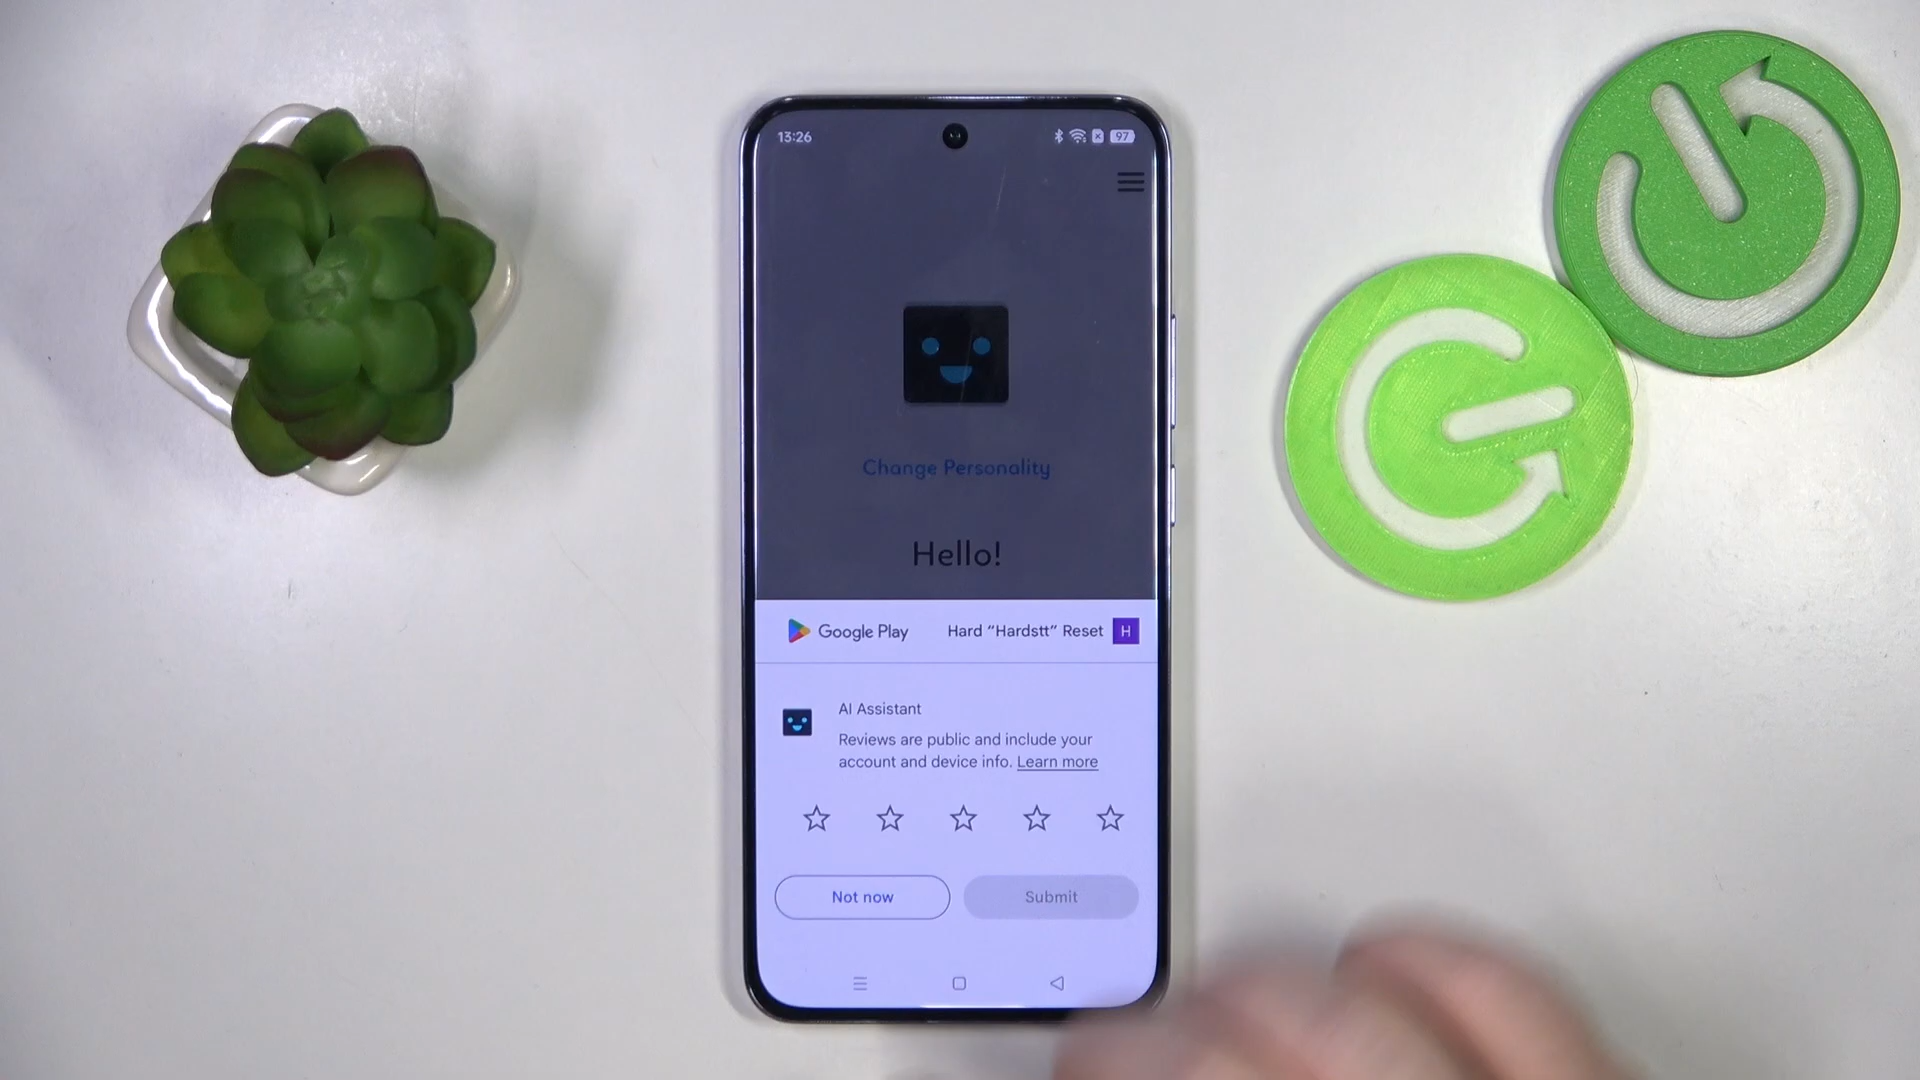 13:26
97
Change Personality
Hello!
Google Play
Hard “Hardstt” Reset
H
AI Assistant
Reviews are public and include your
account and device info. Learn more
Not now
Submit